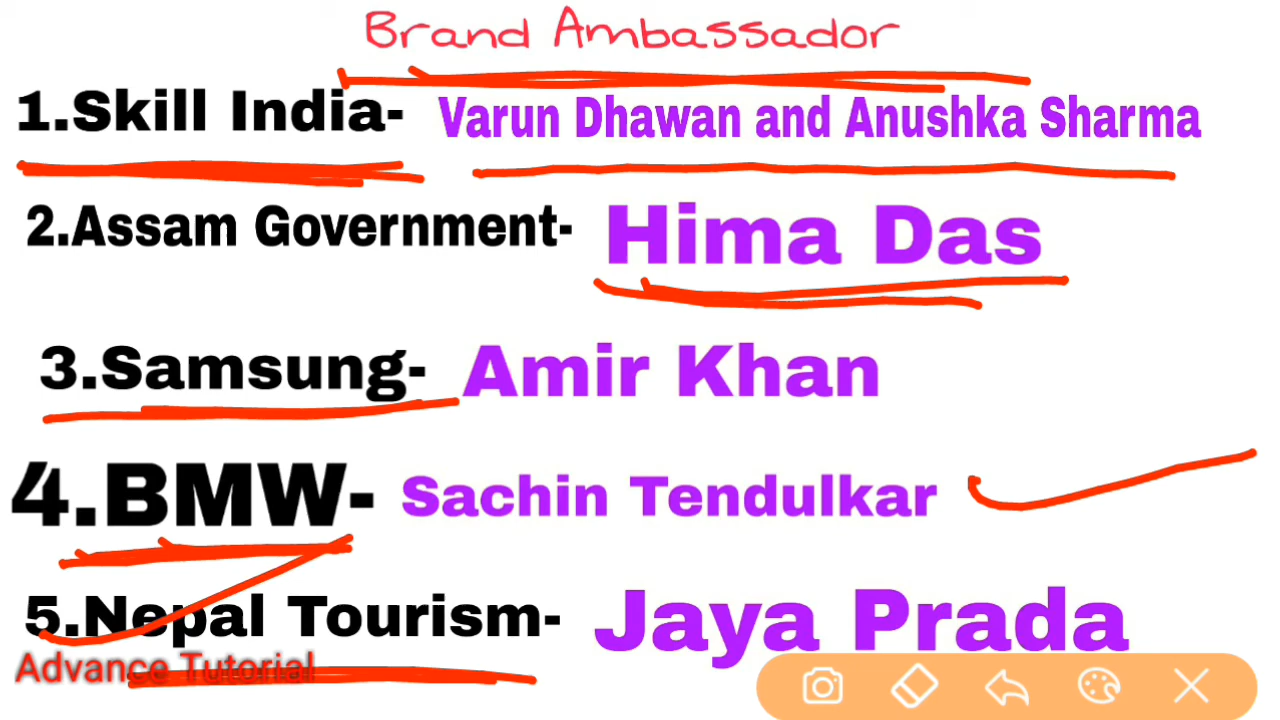 Brand Ambassador
1.Skill India- Varun Dhawan and Anushka Sharma
2.Assam Government- Hima Das
3.Samsung- Amir Khan
4.BMW- Sachin Tendulkar
5.Nepal Tourism- Jaya Prada
Advance Tutorial